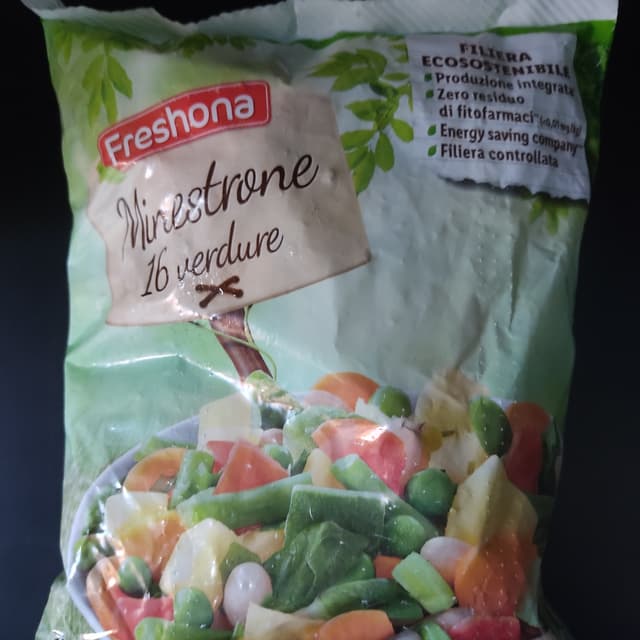 FILIERA
ECOSOSTENIBILE
Produzione integrata
Zero residuo
di fitofarmaci
Energy saving company
Filiera controllata
Freshona
Minestrone
16 verdure